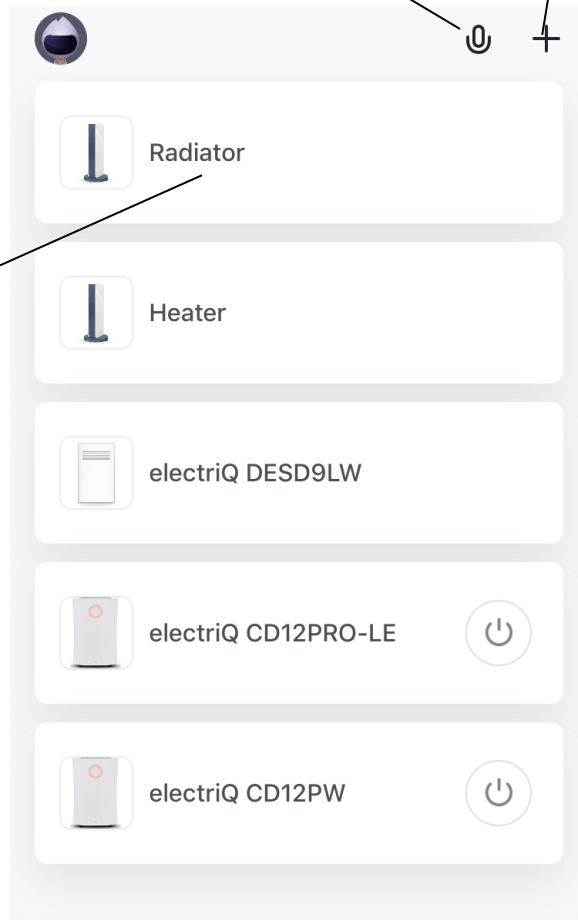 Radiator
Heater
electriQ DESD9LW
electriQ CD12PRO-LE
electriQ CD12PW